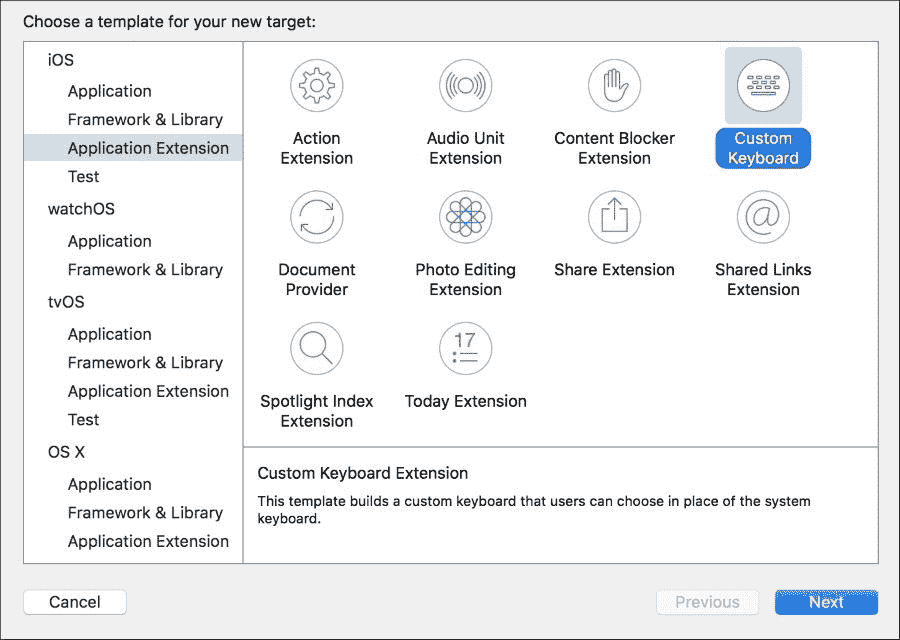 Choose a template for your new target:
iOS
Application
Framework & Library
Application Extension
Test
watchOS
Application
Framework & Library
tvOS
Application
Framework & Library
Application Extension
Test
OS X
Application
Framework & Library
Application Extension
Action
Extension
Audio Unit
Extension
Content Blocker
Extension
Custom
Keyboard
Document
Provider
Photo Editing
Extension
Share Extension
@
Shared Links
Extension
Spotlight Index
Extension
17
Today Extension
Custom Keyboard Extension
This template builds a custom keyboard that users can choose in place of the system
keyboard.
Cancel
Previous
Next